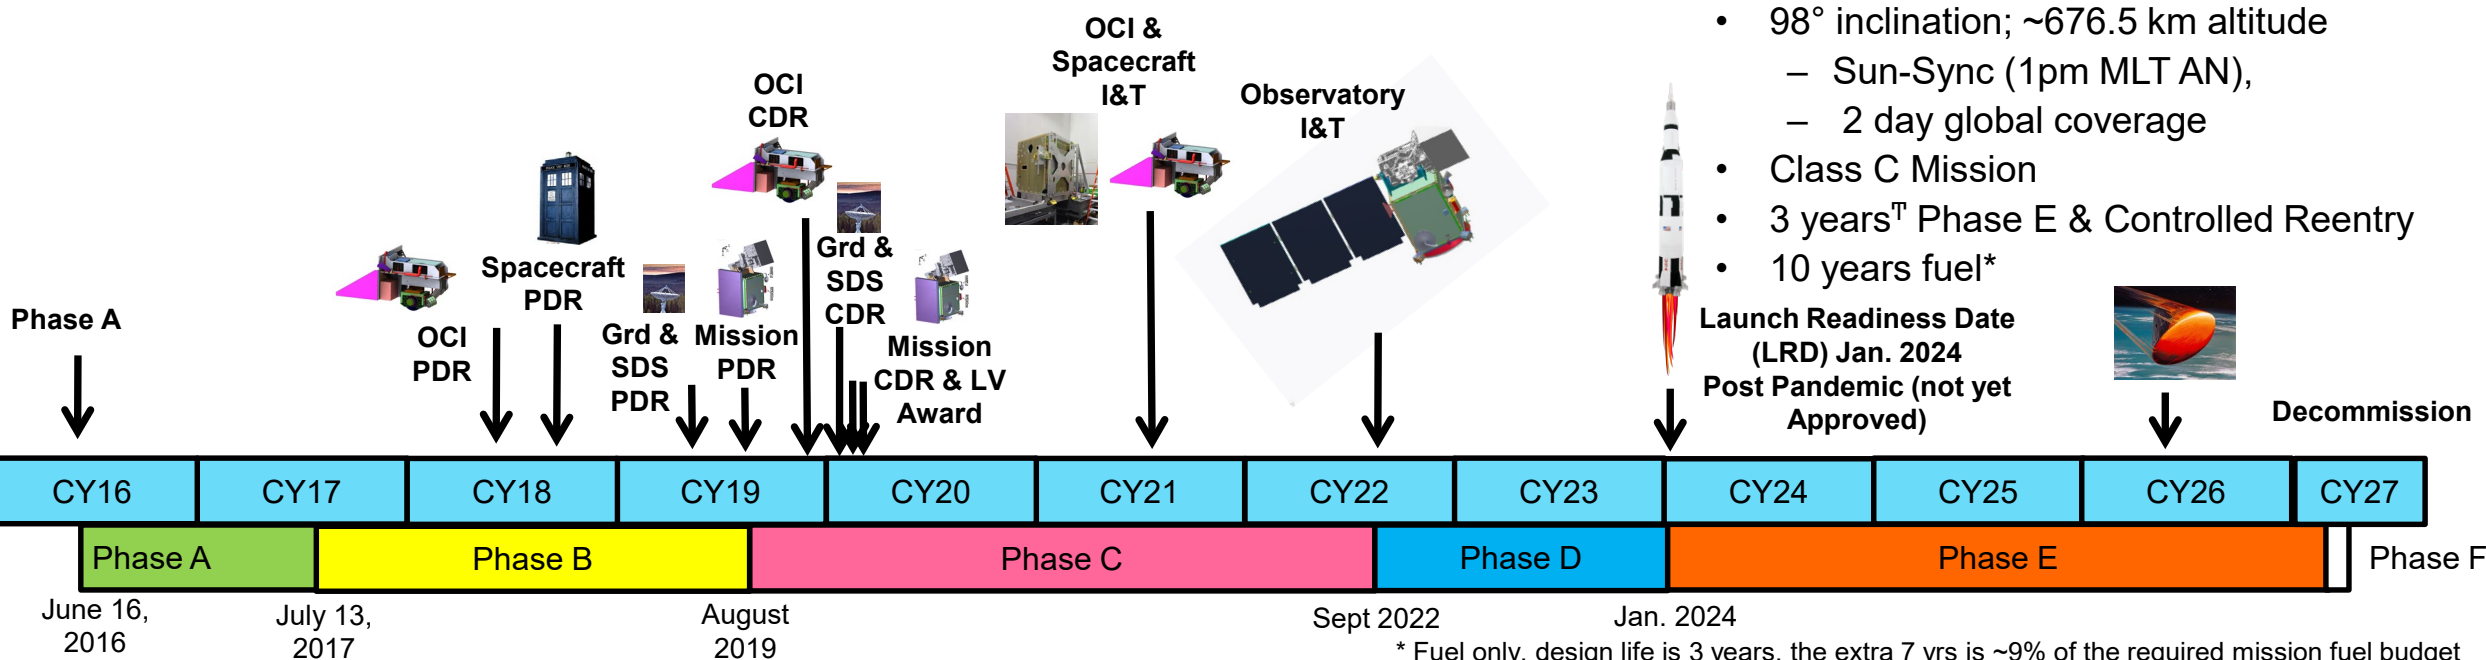 • 98° inclination; ~676.5 km altitude
– Sun-Sync (1pm MLT AN),
– 2 day global coverage
• Class C Mission
• 3 years₸ Phase E & Controlled Reentry
• 10 years fuel*
Phase A
OCI
PDR
Spacecraft
PDR
Grd &
SDS
PDR
Mission
PDR
OCI
CDR
Grd &
SDS
CDR
Mission
CDR & LV
Award
OCI &
Spacecraft
I&T
Observatory
I&T
Launch Readiness Date
(LRD) Jan. 2024
Post Pandemic (not yet
Approved)
Decommission
CY16 CY17 CY18 CY19 CY20 CY21 CY22 CY23 CY24 CY25 CY26 CY27
Phase A Phase B Phase C Phase D Phase E Phase F
June 16,
2016
July 13,
2017
August
2019
Sept 2022
Jan. 2024
* Fuel only, design life is 3 years, the extra 7 yrs is ~9% of the required mission fuel budget